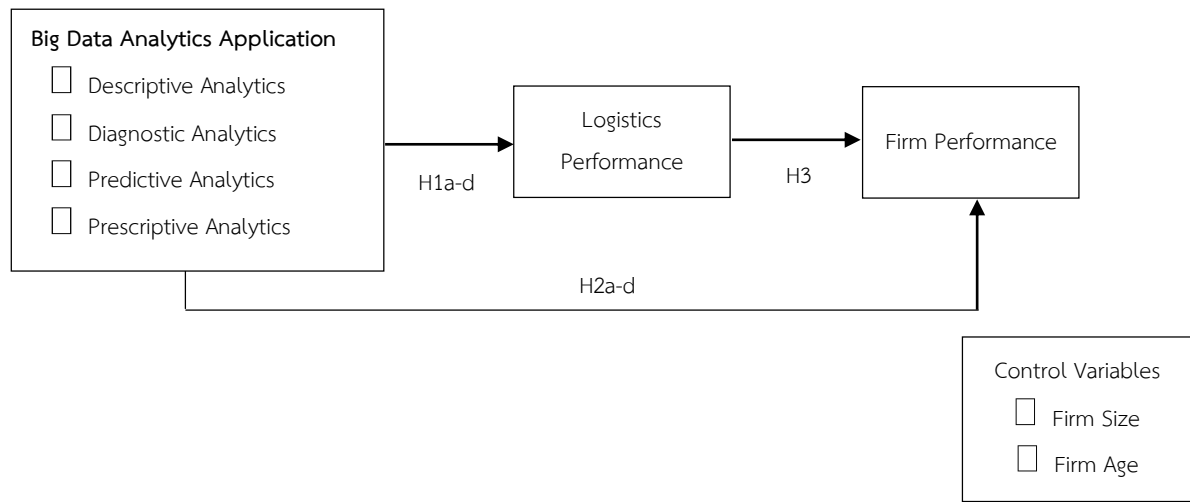 Big Data Analytics Application
Descriptive Analytics
Diagnostic Analytics
Predictive Analytics
Prescriptive Analytics
H1a-d
Logistics
Performance
H3
Firm Performance
H2a-d
Control Variables
Firm Size
Firm Age